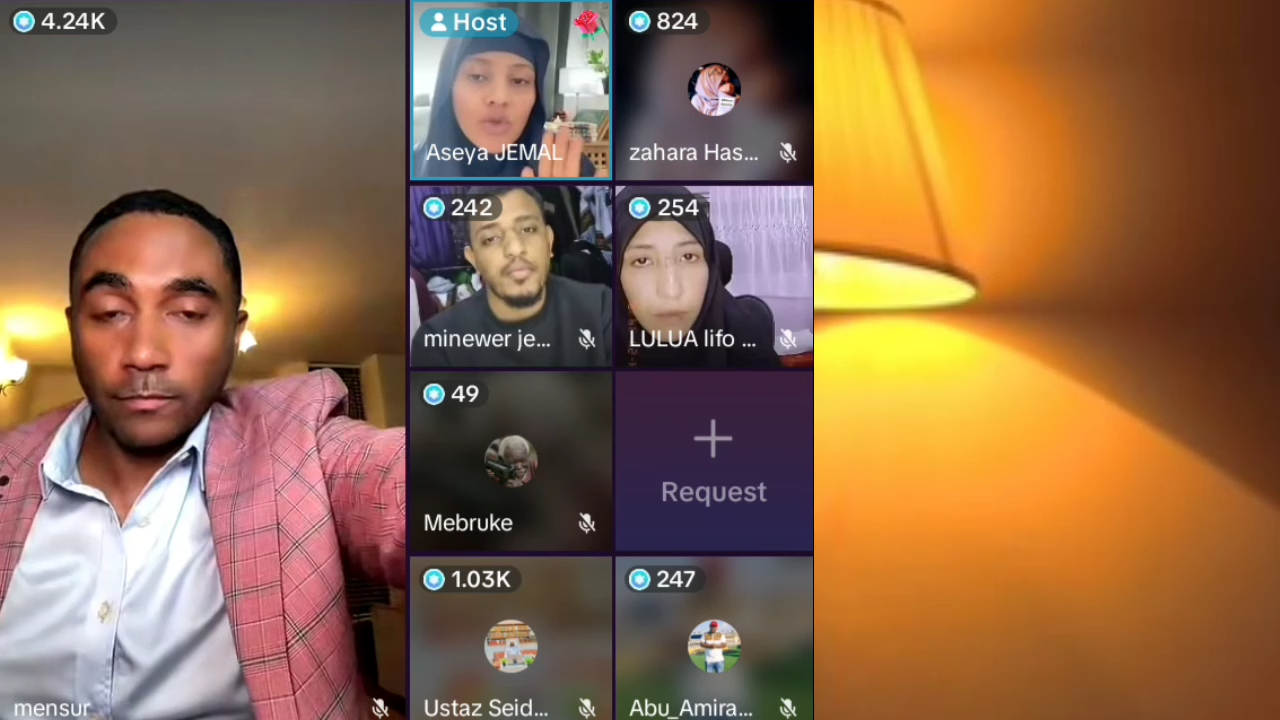 4.24K
mensur
Host
Aseya JEMAL
824
zahara Has...
242
minewer je...
254
LULUA lifo ...
49
Mebruke
Request
1.03K
Ustaz Seid...
247
Abu_Amira...